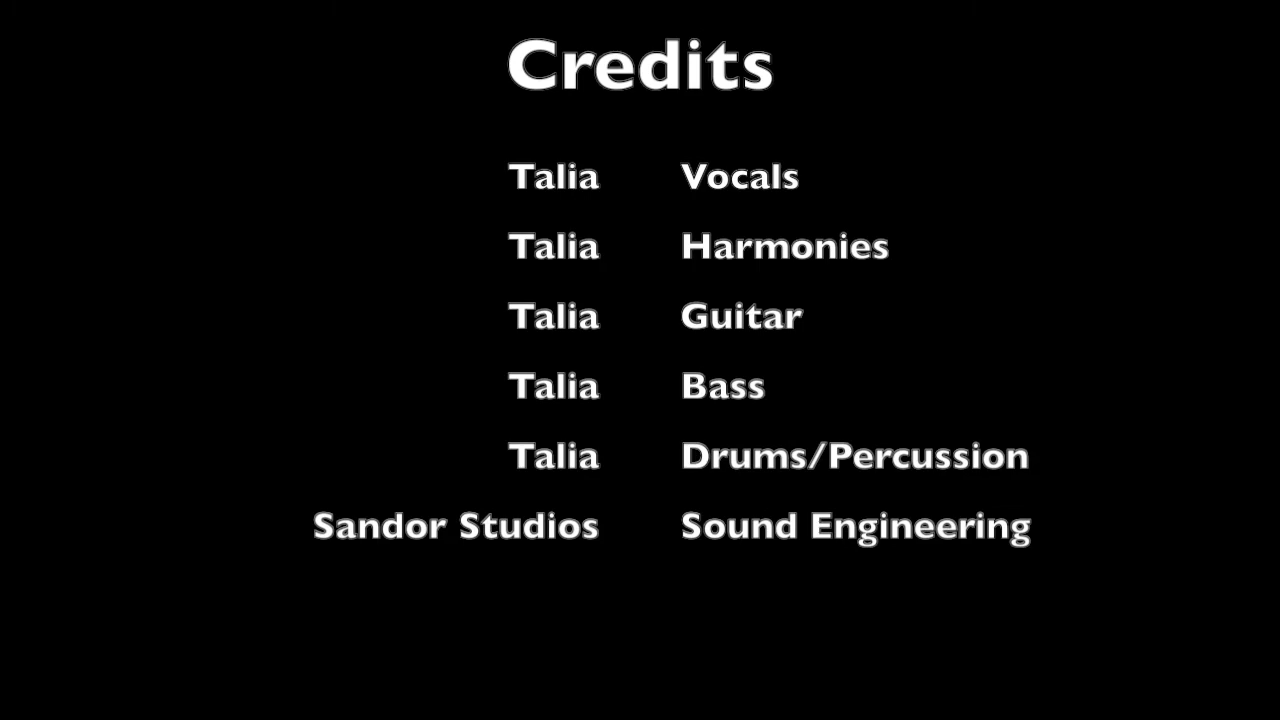 Credits
Talia Vocals
Talia Harmonies
Talia Guitar
Talia Bass
Talia Drums/Percussion
Sandor Studios Sound Engineering